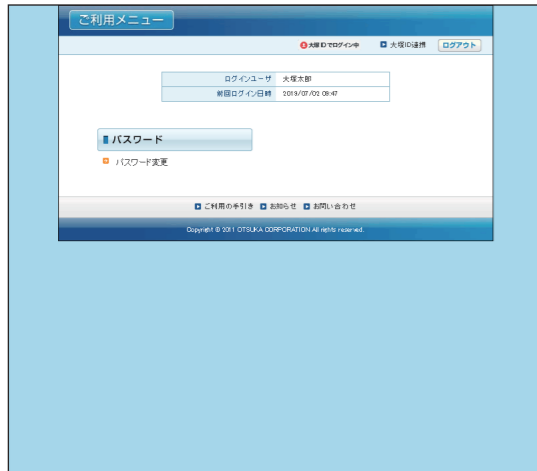 ご利用メニュー
大塚IDでログイン中 大塚ID連携 ログアウト
ログインユーザ 大塚太郎
前回ログイン日時 2019/07/02 09:47
パスワード
パスワード変更
ご利用の手引き お知らせ お問い合わせ
Copyright © 2011 OTSUKA CORPORATION All rights reserved.